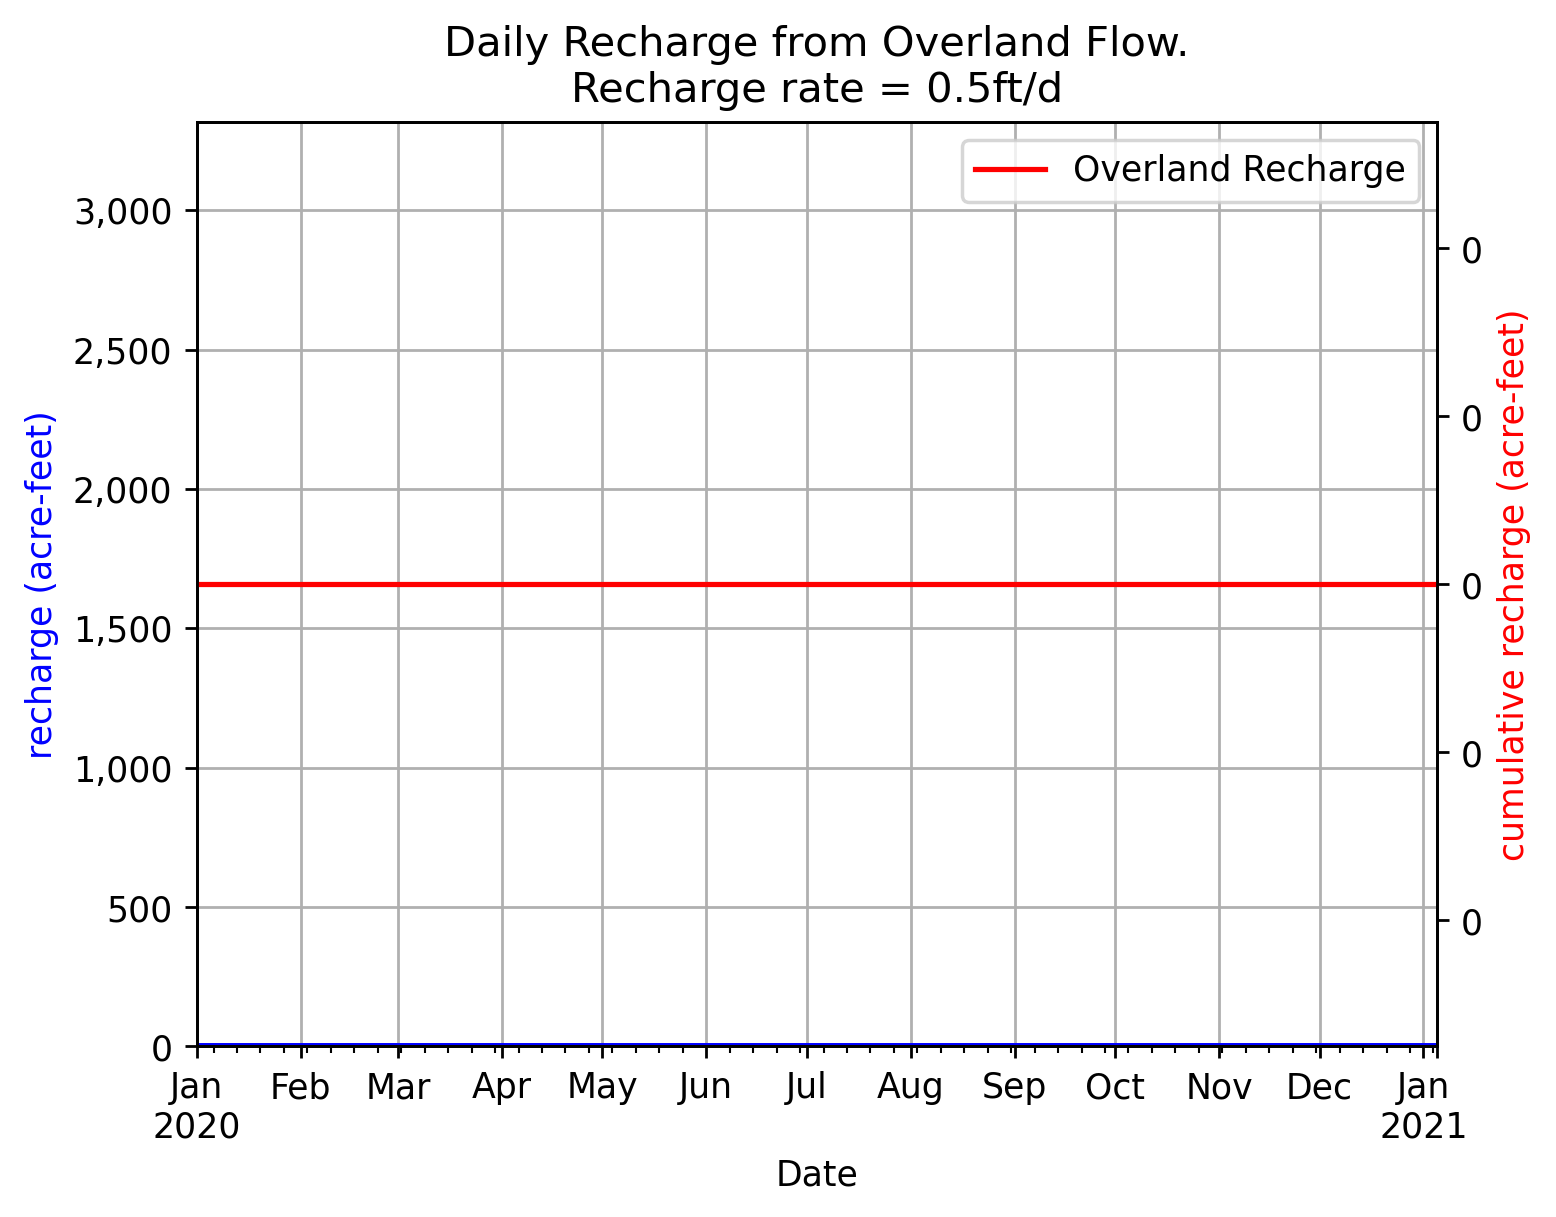 Daily Recharge from Overland Flow.
Recharge rate = 0.5ft/d
Overland Recharge
3,000
2,500
2,000
1,500
1,000
500
0
recharge (acre-feet)
0
0
0
0
0
cumulative recharge (acre-feet)
Jan Feb Mar Apr May Jun Jul Aug Sep Oct Nov Dec Jan
2020 2021
Date